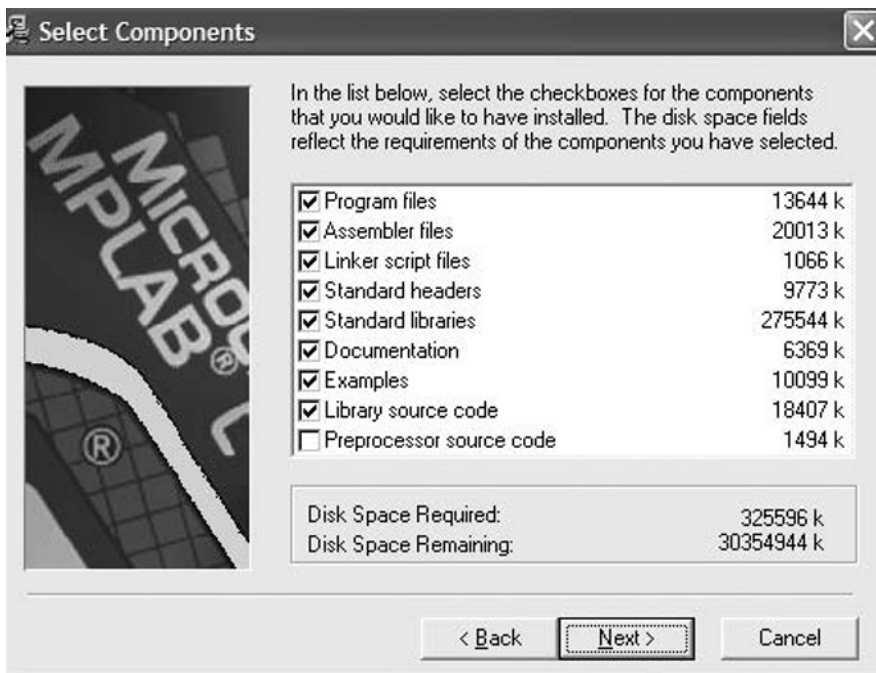 Select Components
In the list below, select the checkboxes for the components
that you would like to have installed. The disk space fields
reflect the requirements of the components you have selected.
MPLAB®
®
Program files 13644 k
Assembler files 20013 k
Linker script files 1066 k
Standard headers 9773 k
Standard libraries 275544 k
Documentation 6369 k
Examples 10099 k
Library source code 18407 k
Preprocessor source code 1494 k
Disk Space Required: 325596 k
Disk Space Remaining: 30354944 k
< Back
Next >
Cancel